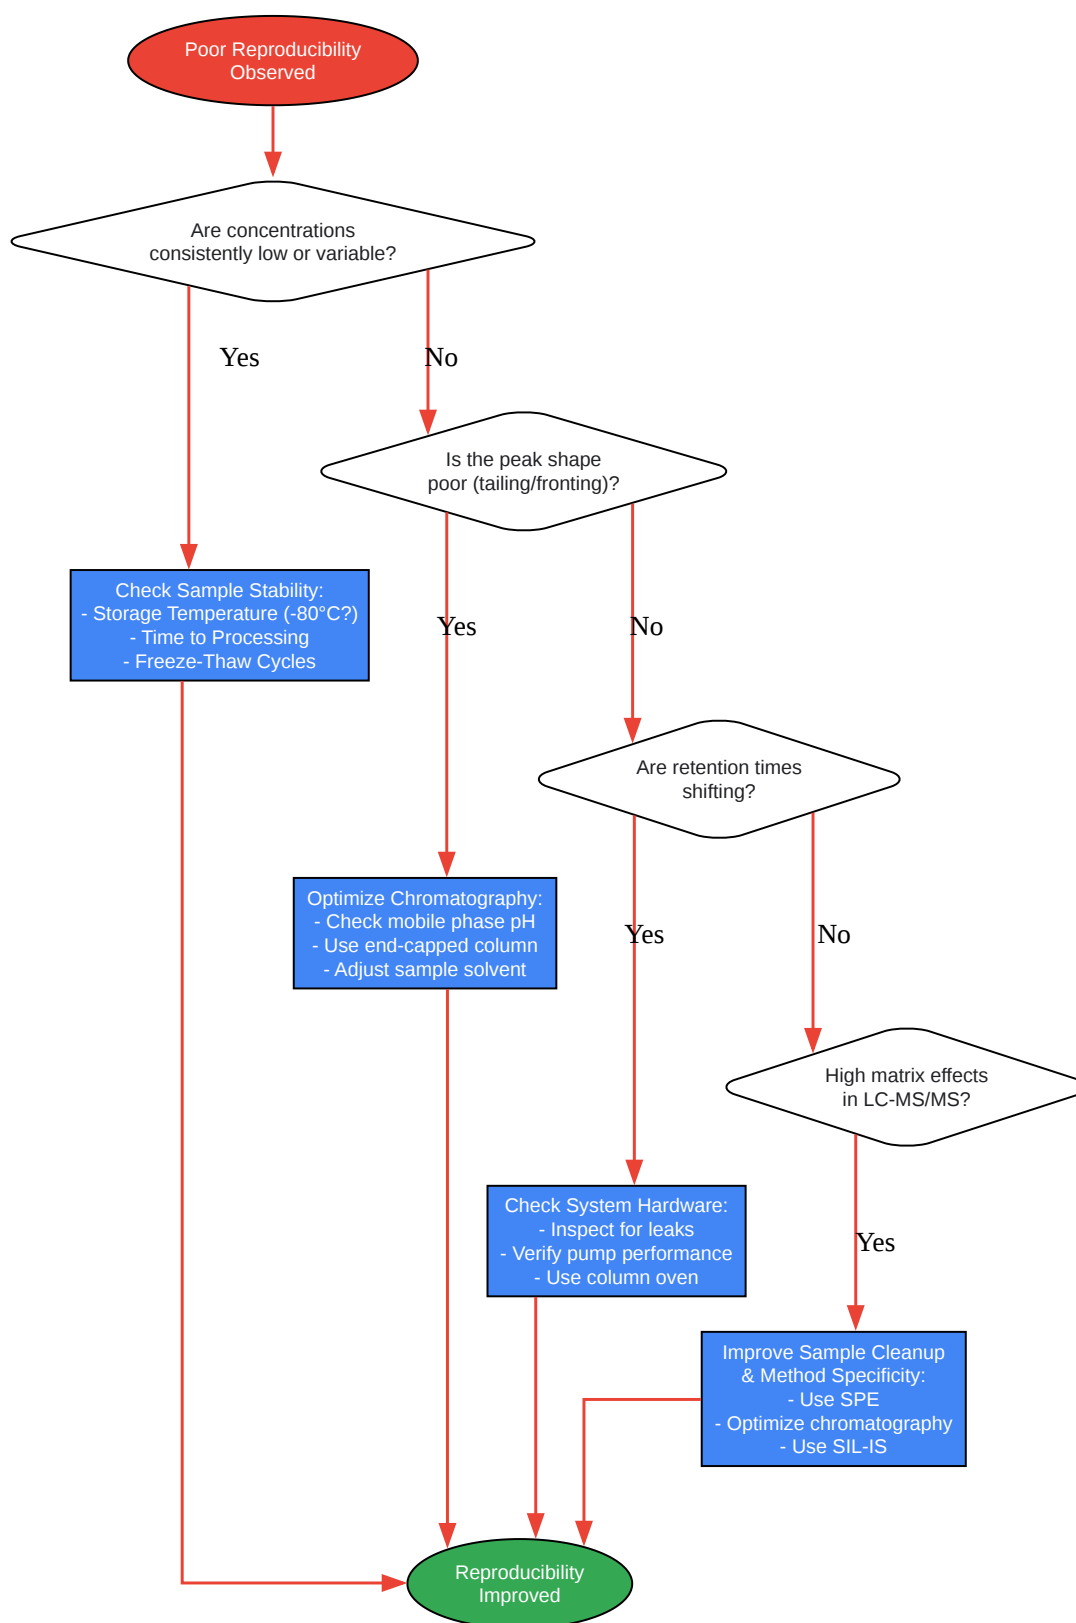 Poor Reproducibility
Observed
Are concentrations
consistently low or variable?
Yes
No
Is the peak shape
poor (tailing/fronting)?
Check Sample Stability:
- Storage Temperature (-80°C?)
- Time to Processing
- Freeze-Thaw Cycles
Yes
No
Are retention times
shifting?
Optimize Chromatography:
- Check mobile phase pH
- Use end-capped column
- Adjust sample solvent
Yes
No
High matrix effects
in LC-MS/MS?
Check System Hardware:
- Inspect for leaks
- Verify pump performance
- Use column oven
Yes
Improve Sample Cleanup
& Method Specificity:
- Use SPE
- Optimize chromatography
- Use SIL-IS
Reproducibility
Improved